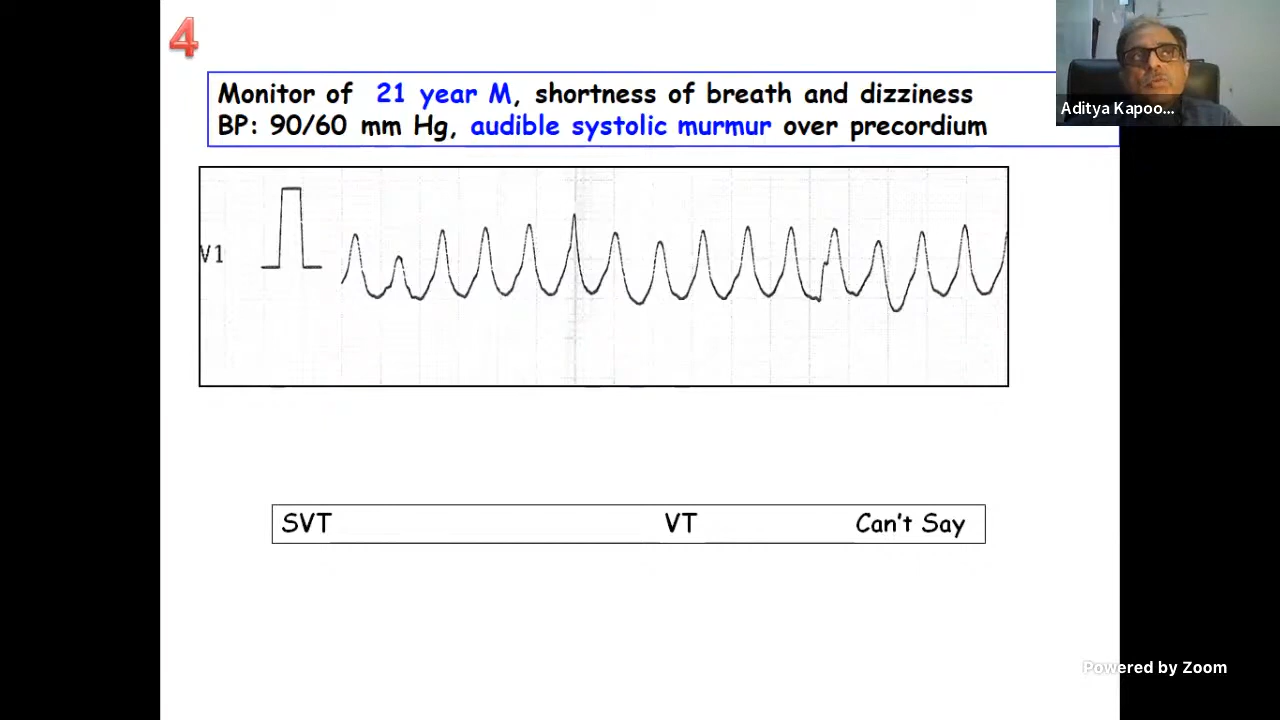 4
Monitor of 21 year M, shortness of breath and dizziness
BP: 90/60 mm Hg, audible systolic murmur over precordium
Aditya Kapoo...
V1
SVT VT Can't Say
Powered by Zoom